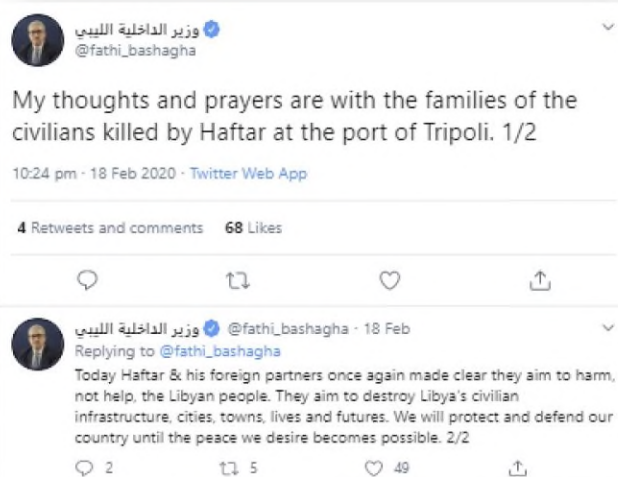 وزير الداخلية الليبي
@fathi_bashagha
My thoughts and prayers are with the families of the
civilians killed by Haftar at the port of Tripoli. 1/2
10:24 pm · 18 Feb 2020 · Twitter Web App
4 Retweets and comments 68 Likes
وزير الداخلية الليبي @fathi_bashagha · 18 Feb
Replying to @fathi_bashagha
Today Haftar & his foreign partners once again made clear they aim to harm,
not help, the Libyan people. They aim to destroy Libya's civilian
infrastructure, cities, towns, lives and futures. We will protect and defend our
country until the peace we desire becomes possible. 2/2
2 5 49